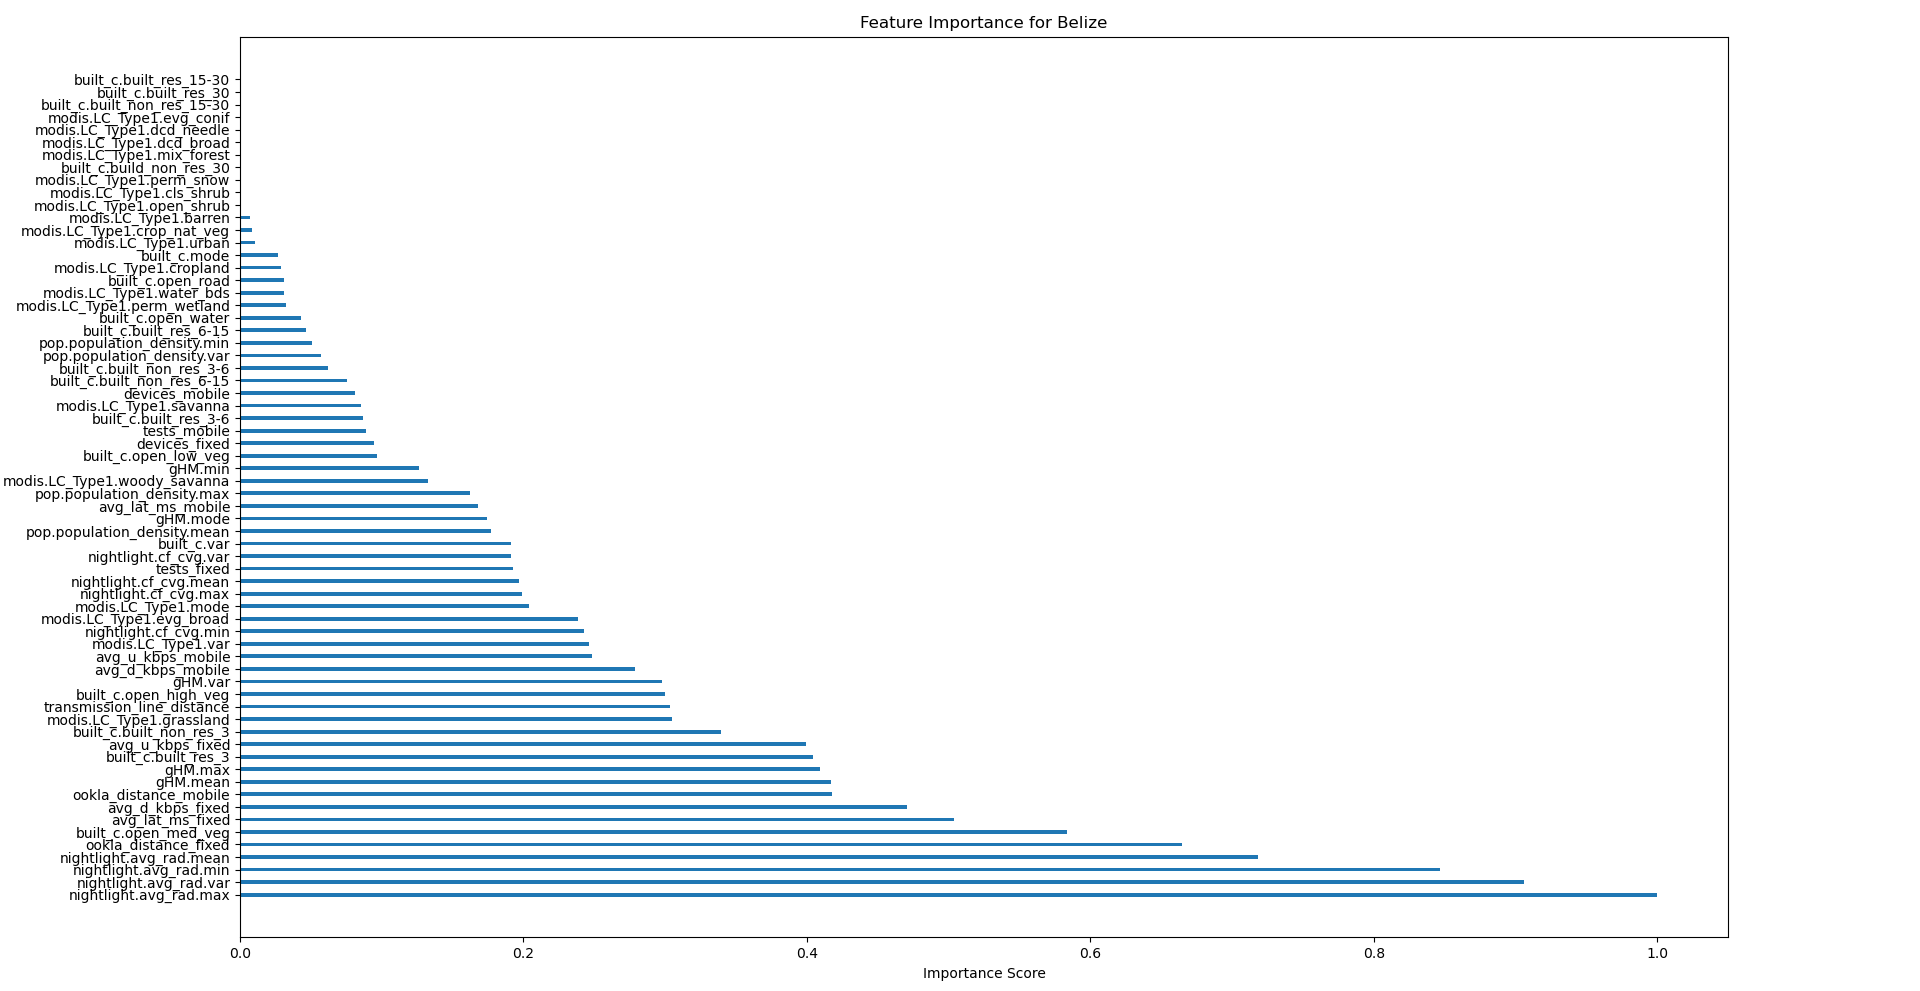 Feature Importance for Belize
built_c.built_res_15-30
built_c.built_res_30
built_c.built_non_res_15-30
modis.LC_Type1.evg_conif
modis.LC_Type1.dcd_needle
modis.LC_Type1.dcd_broad
modis.LC_Type1.mix_forest
built_c.build_non_res_30
modis.LC_Type1.perm_snow
modis.LC_Type1.cls_shrub
modis.LC_Type1.open_shrub
modis.LC_Type1.barren
modis.LC_Type1.crop_nat_veg
modis.LC_Type1.urban
built_c.mode
modis.LC_Type1.cropland
built_c.open_road
modis.LC_Type1.water_bds
modis.LC_Type1.perm_wetland
built_c.open_water
built_c.built_res_6-15
pop.population_density.min
pop.population_density.var
built_c.built_non_res_3-6
built_c.built_non_res_6-15
devices_mobile
modis.LC_Type1.savanna
built_c.built_res_3-6
tests_mobile
devices_fixed
built_c.open_low_veg
gHM.min
modis.LC_Type1.woody_savanna
pop.population_density.max
avg_lat_ms_mobile
gHM.mode
pop.population_density.mean
built_c.var
nightlight.cf_cvg.var
tests_fixed
nightlight.cf_cvg.mean
nightlight.cf_cvg.max
modis.LC_Type1.mode
modis.LC_Type1.evg_broad
nightlight.cf_cvg.min
modis.LC_Type1.var
avg_u_kbps_mobile
avg_d_kbps_mobile
gHM.var
built_c.open_high_veg
transmission_line_distance
modis.LC_Type1.grassland
built_c.built_non_res_3
avg_u_kbps_fixed
built_c.built_res_3
gHM.max
gHM.mean
ookla_distance_mobile
avg_d_kbps_fixed
avg_lat_ms_fixed
built_c.open_med_veg
ookla_distance_fixed
nightlight.avg_rad.mean
nightlight.avg_rad.min
nightlight.avg_rad.var
nightlight.avg_rad.max
0.0 0.2 0.4 0.6 0.8 1.0
Importance Score